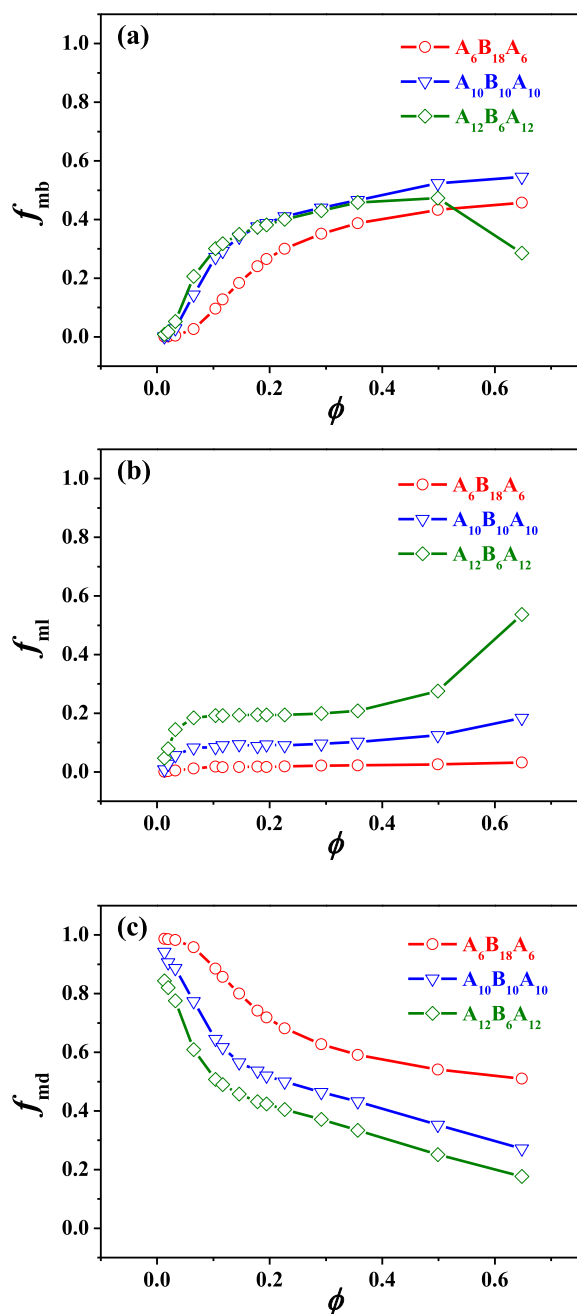 (a)
A₆B₁₈A₆
A₁₀B₁₀A₁₀
A₁₂B₆A₁₂
1.0
0.8
0.6
0.4
0.2
0.0
f_mb
0.0 0.2 0.4 0.6
ϕ
(b)
A₆B₁₈A₆
A₁₀B₁₀A₁₀
A₁₂B₆A₁₂
1.0
0.8
0.6
0.4
0.2
0.0
f_ml
0.0 0.2 0.4 0.6
ϕ
(c)
A₆B₁₈A₆
A₁₀B₁₀A₁₀
A₁₂B₆A₁₂
1.0
0.8
0.6
0.4
0.2
0.0
f_md
0.0 0.2 0.4 0.6
ϕ